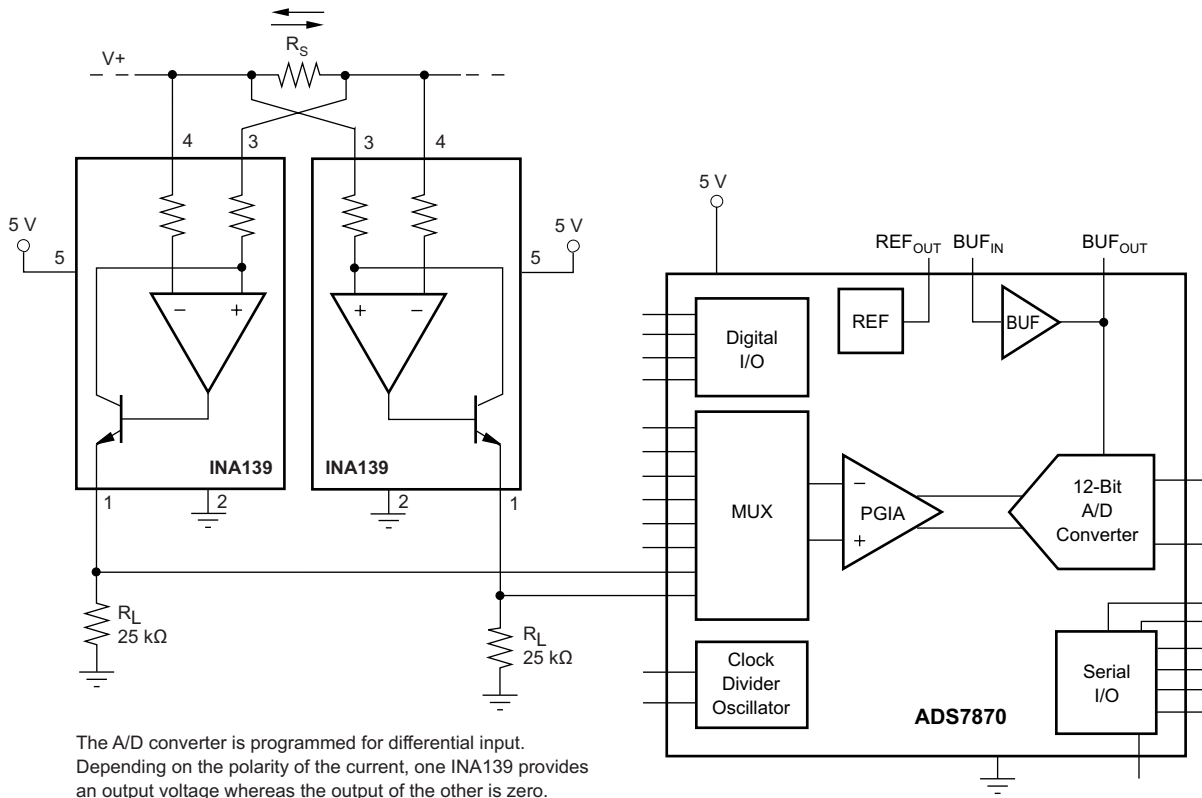 R_S
V+
4
3
3
4
5 V
5
5
5 V
−
+
+
−
INA139
INA139
1
2
2
1
R_L
25 kΩ
R_L
25 kΩ
5 V
REF_OUT
BUF_IN
BUF_OUT
REF
BUF
Digital
I/O
MUX
−
PGIA
+
12-Bit
A/D
Converter
Clock
Divider
Oscillator
Serial
I/O
ADS7870
The A/D converter is programmed for differential input.
Depending on the polarity of the current, one INA139 provides
an output voltage whereas the output of the other is zero.